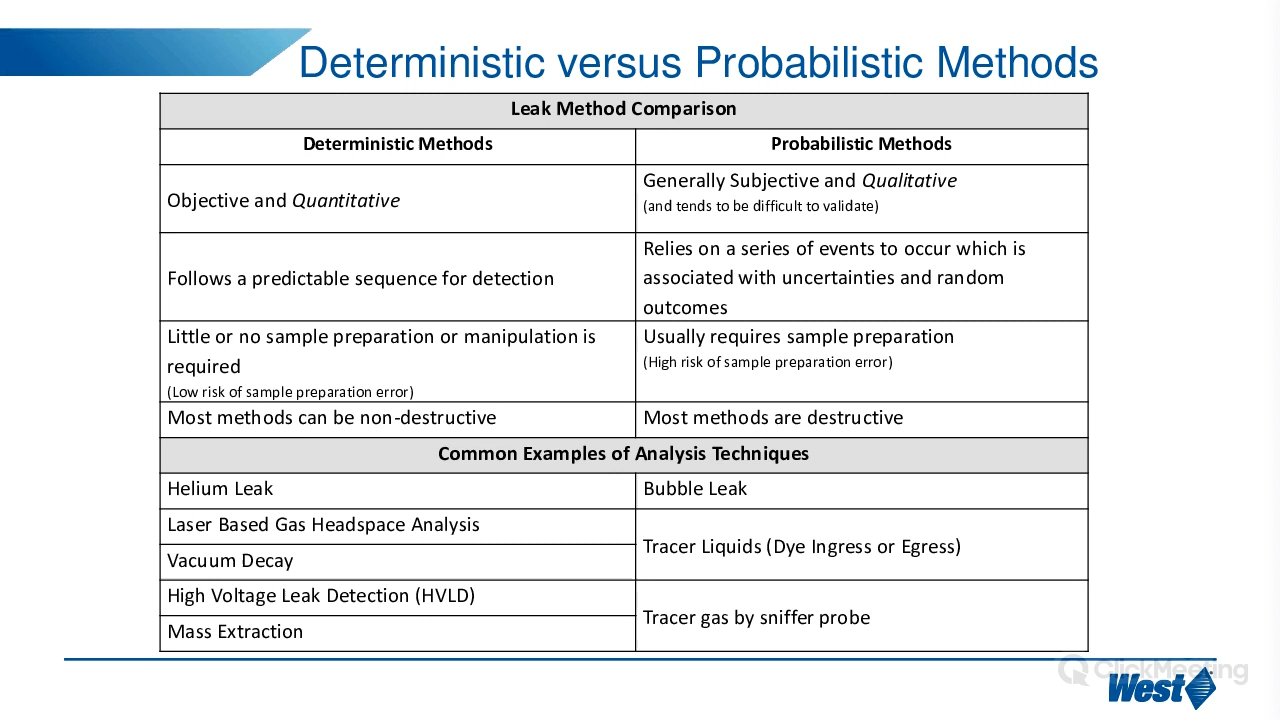 Deterministic versus Probabilistic Methods
Leak Method Comparison
Deterministic Methods
Probabilistic Methods
Objective and Quantitative
Generally Subjective and Qualitative
(and tends to be difficult to validate)
Follows a predictable sequence for detection
Relies on a series of events to occur which is
associated with uncertainties and random
outcomes
Little or no sample preparation or manipulation is
required
(Low risk of sample preparation error)
Usually requires sample preparation
(High risk of sample preparation error)
Most methods can be non-destructive
Most methods are destructive
Common Examples of Analysis Techniques
Helium Leak
Bubble Leak
Laser Based Gas Headspace Analysis
Tracer Liquids (Dye Ingress or Egress)
Vacuum Decay
High Voltage Leak Detection (HVLD)
Tracer gas by sniffer probe
Mass Extraction
ClickMeeting
West